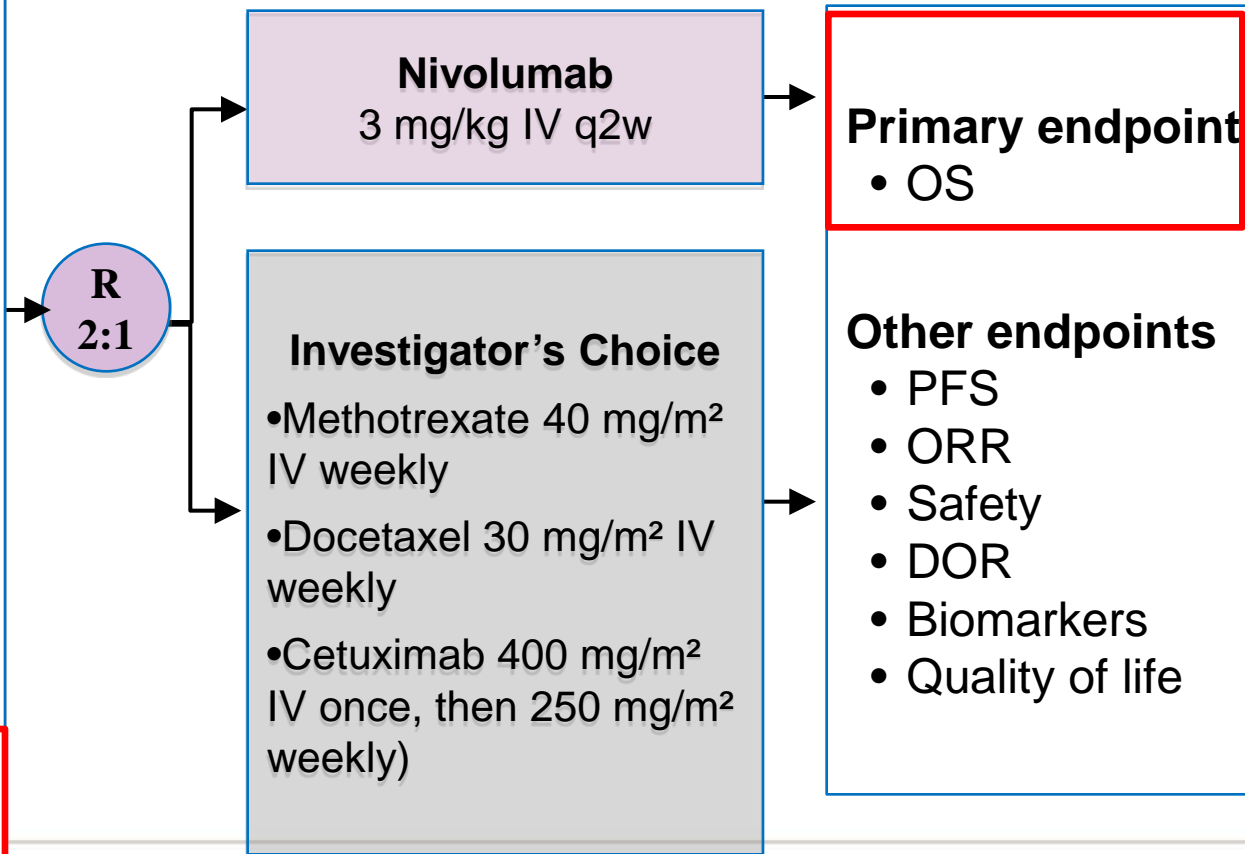 Nivolumab
3 mg/kg IV q2w
R
2:1
Investigator’s Choice
•Methotrexate 40 mg/m²
IV weekly
•Docetaxel 30 mg/m² IV
weekly
•Cetuximab 400 mg/m²
IV once, then 250 mg/m²
weekly)
Primary endpoint
• OS
Other endpoints
• PFS
• ORR
• Safety
• DOR
• Biomarkers
• Quality of life